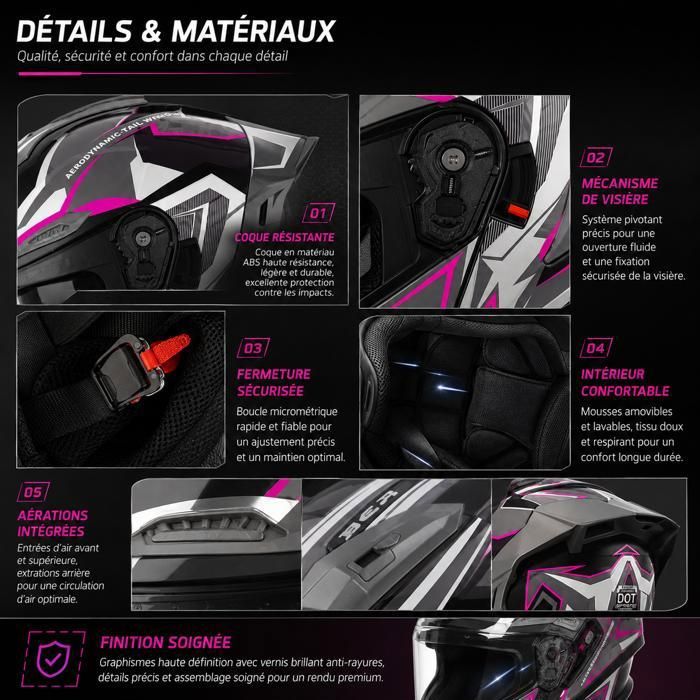 DÉTAILS & MATÉRIAUX
Qualité, sécurité et confort dans chaque détail
AERODYNAMIC-TAIL WING
01
COQUE RÉSISTANTE
Coque en matériau
ABS haute résistance,
légère et durable,
excellente protection
contre les impacts.
02
MÉCANISME
DE VISIÈRE
Système pivotant
précis pour une
ouverture fluide
et une fixation
sécurisée de la visière.
03
FERMETURE
SÉCURISÉE
Boucle micrométrique
rapide et fiable pour
un ajustement précis
et un maintien optimal.
04
INTÉRIEUR
CONFORTABLE
Mousses amovibles
et lavables, tissu doux
et respirant pour un
confort longue durée.
05
AÉRATIONS
INTÉGRÉES
Entrées d'air avant
et supérieure,
extrations arrière
pour une circulation
d'air optimale.
DOT
FINITION SOIGNÉE
Graphismes haute définition avec vernis brillant anti-rayures,
détails précis et assemblage soigné pour un rendu premium.